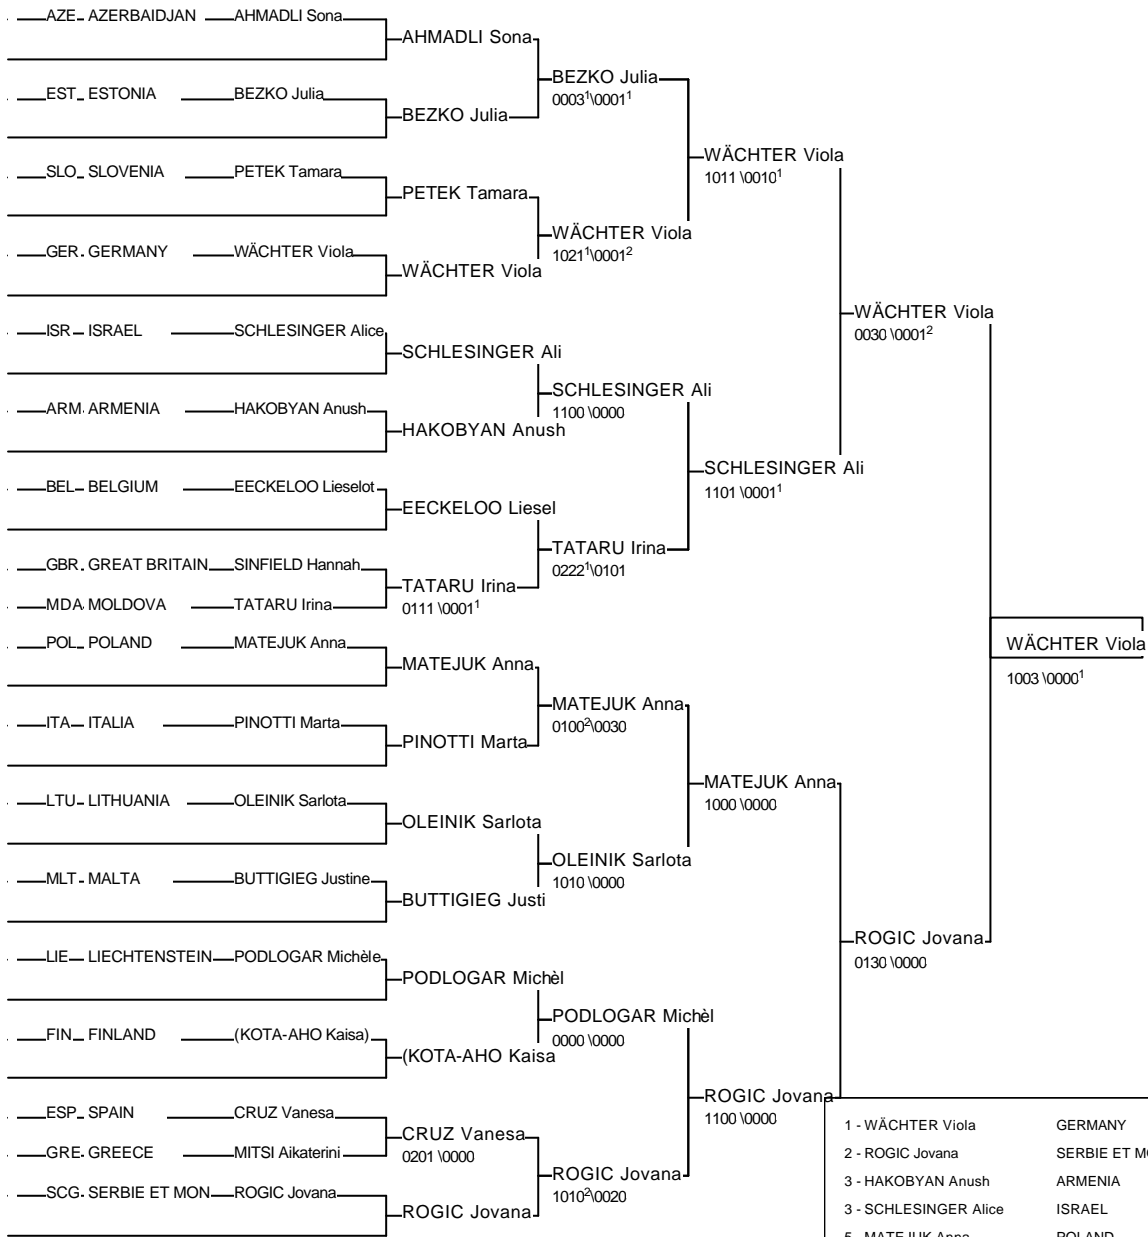 AZE AZERBAIDJAN AHMADLI Sona
AHMADLI Sona
BEZKO Julia
0003¹\0001¹
EST ESTONIA BEZKO Julia
BEZKO Julia
WÄCHTER Viola
1011 \0010¹
SLO SLOVENIA PETEK Tamara
PETEK Tamara
WÄCHTER Viola
1021¹\0001²
GER GERMANY WÄCHTER Viola
WÄCHTER Viola
WÄCHTER Viola
0030 \0001²
ISR ISRAEL SCHLESINGER Alice
SCHLESINGER Ali
SCHLESINGER Ali
1100 \0000
ARM ARMENIA HAKOBYAN Anush
HAKOBYAN Anush
SCHLESINGER Ali
1101 \0001¹
BEL BELGIUM EECKELOO Lieselot
EECKELOO Liesel
TATARU Irina
0222¹\0101
GBR GREAT BRITAIN SINFIELD Hannah
TATARU Irina
0111 \0001¹
MDA MOLDOVA TATARU Irina
WÄCHTER Viola
1003 \0000¹
POL POLAND MATEJUK Anna
MATEJUK Anna
MATEJUK Anna
0100²\0030
ITA ITALIA PINOTTI Marta
PINOTTI Marta
MATEJUK Anna
1000 \0000
LTU LITHUANIA OLEINIK Sarlota
OLEINIK Sarlota
OLEINIK Sarlota
1010 \0000
MLT MALTA BUTTIGIEG Justine
BUTTIGIEG Justi
ROGIC Jovana
0130 \0000
LIE LIECHTENSTEIN PODLOGAR Michèle
PODLOGAR Michèl
PODLOGAR Michèl
0000 \0000
FIN FINLAND (KOTA-AHO Kaisa)
(KOTA-AHO Kaisa
ROGIC Jovana
1100 \0000
ESP SPAIN CRUZ Vanesa
CRUZ Vanesa
0201 \0000
GRE GREECE MITSI Aikaterini
ROGIC Jovana
1010²\0020
SCG SERBIE ET MON ROGIC Jovana
ROGIC Jovana
1 - WÄCHTER Viola GERMANY
2 - ROGIC Jovana SERBIE ET
3 - HAKOBYAN Anush ARMENIA
3 - SCHLESINGER Alice ISRAEL
5 - MATEJUK Anna POLAND